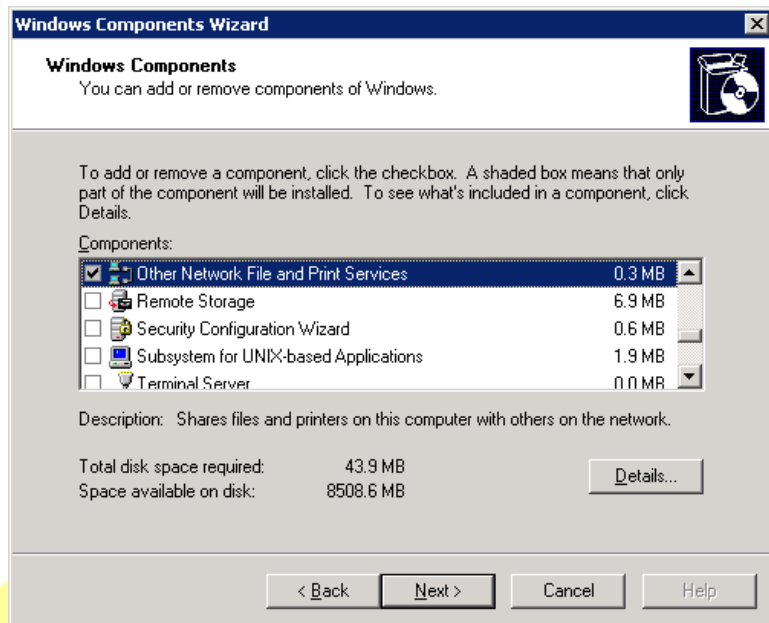 Windows Components Wizard
Windows Components
You can add or remove components of Windows.
To add or remove a component, click the checkbox. A shaded box means that only
part of the component will be installed. To see what's included in a component, click
Details.
Components:
Other Network File and Print Services 0.3 MB
Remote Storage 6.9 MB
Security Configuration Wizard 0.6 MB
Subsystem for UNIX-based Applications 1.9 MB
Terminal Server 0.0 MB
Description: Shares files and printers on this computer with others on the network.
Total disk space required: 43.9 MB
Space available on disk: 8508.6 MB
Details...
< Back Next > Cancel Help